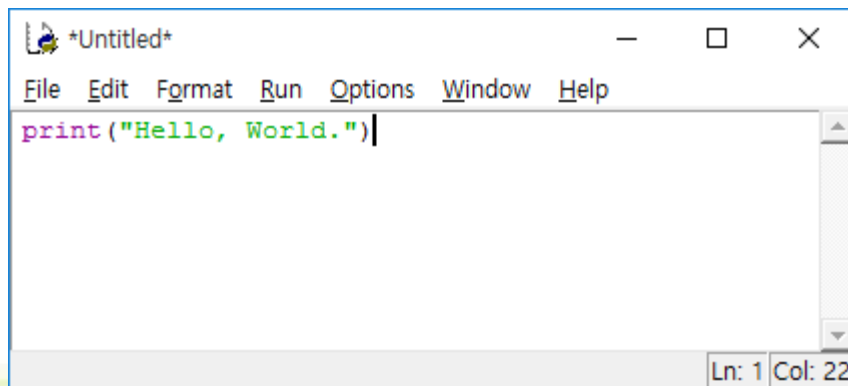 *Untitled*
File Edit Format Run Options Window Help
print("Hello, World.")
Ln: 1 Col: 22